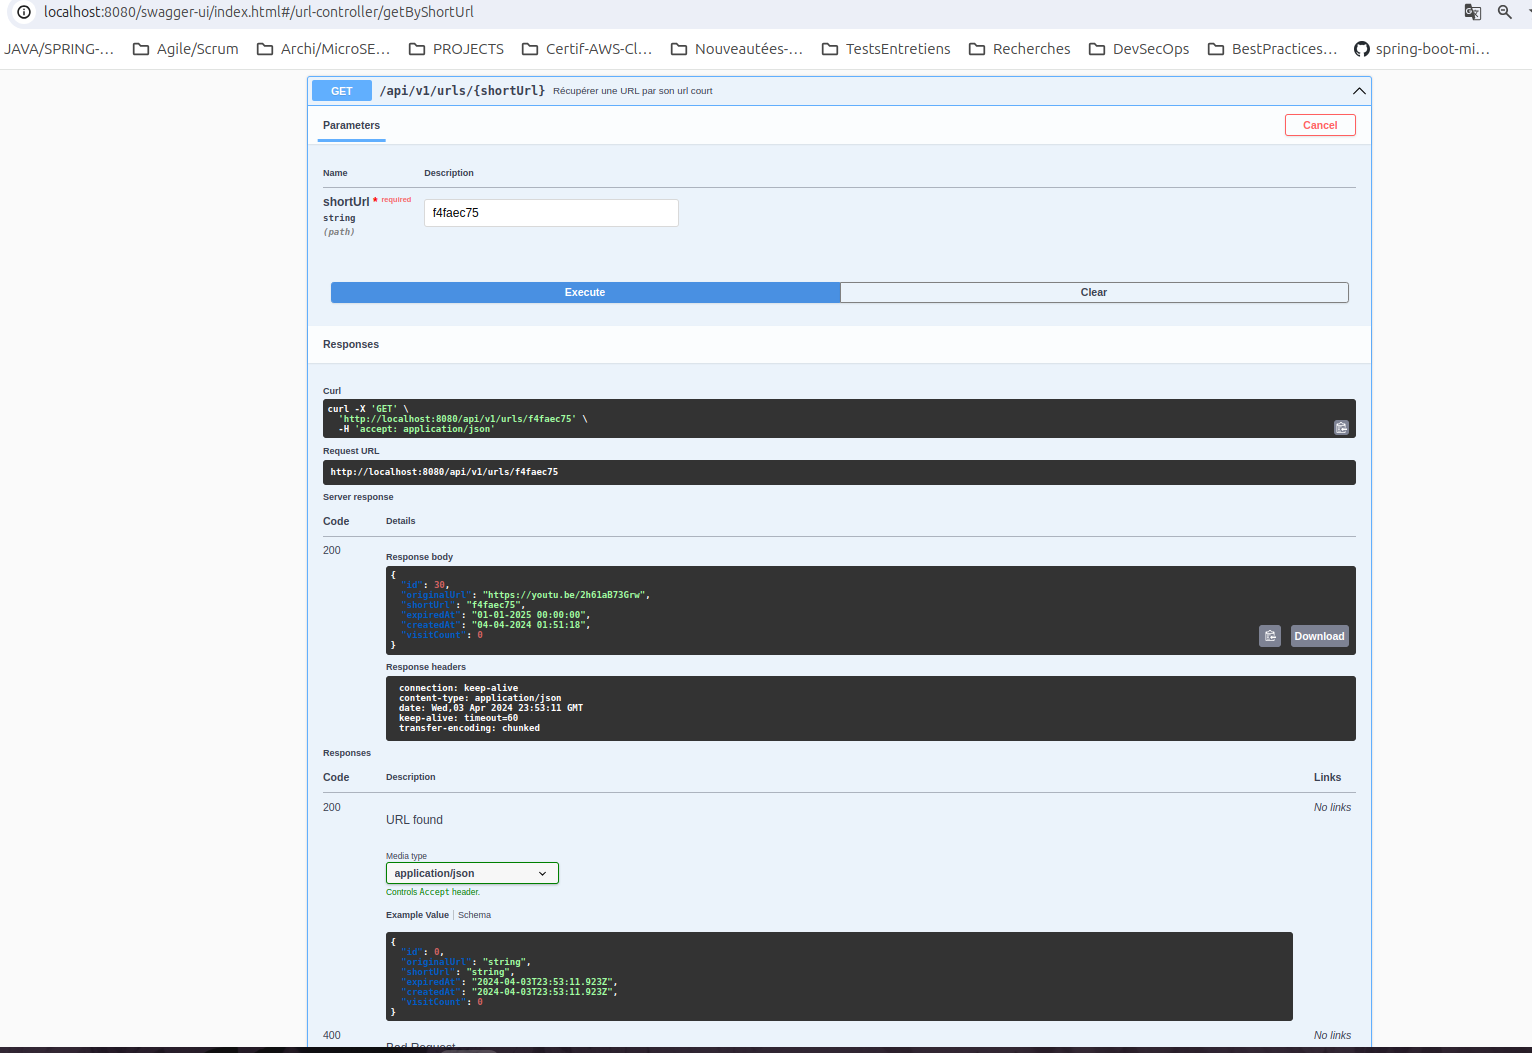 localhost:8080/swagger-ui/index.html#/url-controller/getByShortUrl
JAVA/SPRING-... Agile/Scrum Archi/MicroSE... PROJECTS Certif-AWS-Cl... Nouveautées-... TestsEntretiens Recherches DevSecOps BestPractices... spring-boot-mi...
GET /api/v1/urls/{shortUrl} Récupérer une URL par son url court
Parameters Cancel
Name Description
shortUrl * required f4faec75
string
(path)
Execute Clear
Responses
Curl
curl -X 'GET' \
'http://localhost:8080/api/v1/urls/f4faec75' \
-H 'accept: application/json'
Request URL
http://localhost:8080/api/v1/urls/f4faec75
Server response
Code Details
200
Response body
{
"id": 30,
"originalUrl": "https://youtu.be/2h61aB73Grw",
"shortUrl": "f4faec75",
"expiredAt": "01-01-2025 00:00:00",
"createdAt": "04-04-2024 01:51:18",
"visitCount": 0
}
Download
Response headers
connection: keep-alive
content-type: application/json
date: Wed,03 Apr 2024 23:53:11 GMT
keep-alive: timeout=60
transfer-encoding: chunked
Responses
Code Description Links
200 No links
URL found
Media type
application/json
Controls Accept header.
Example Value Schema
{
"id": 0,
"originalUrl": "string",
"shortUrl": "string",
"expiredAt": "2024-04-03T23:53:11.923Z",
"createdAt": "2024-04-03T23:53:11.923Z",
"visitCount": 0
}
400 No links
Bad Request